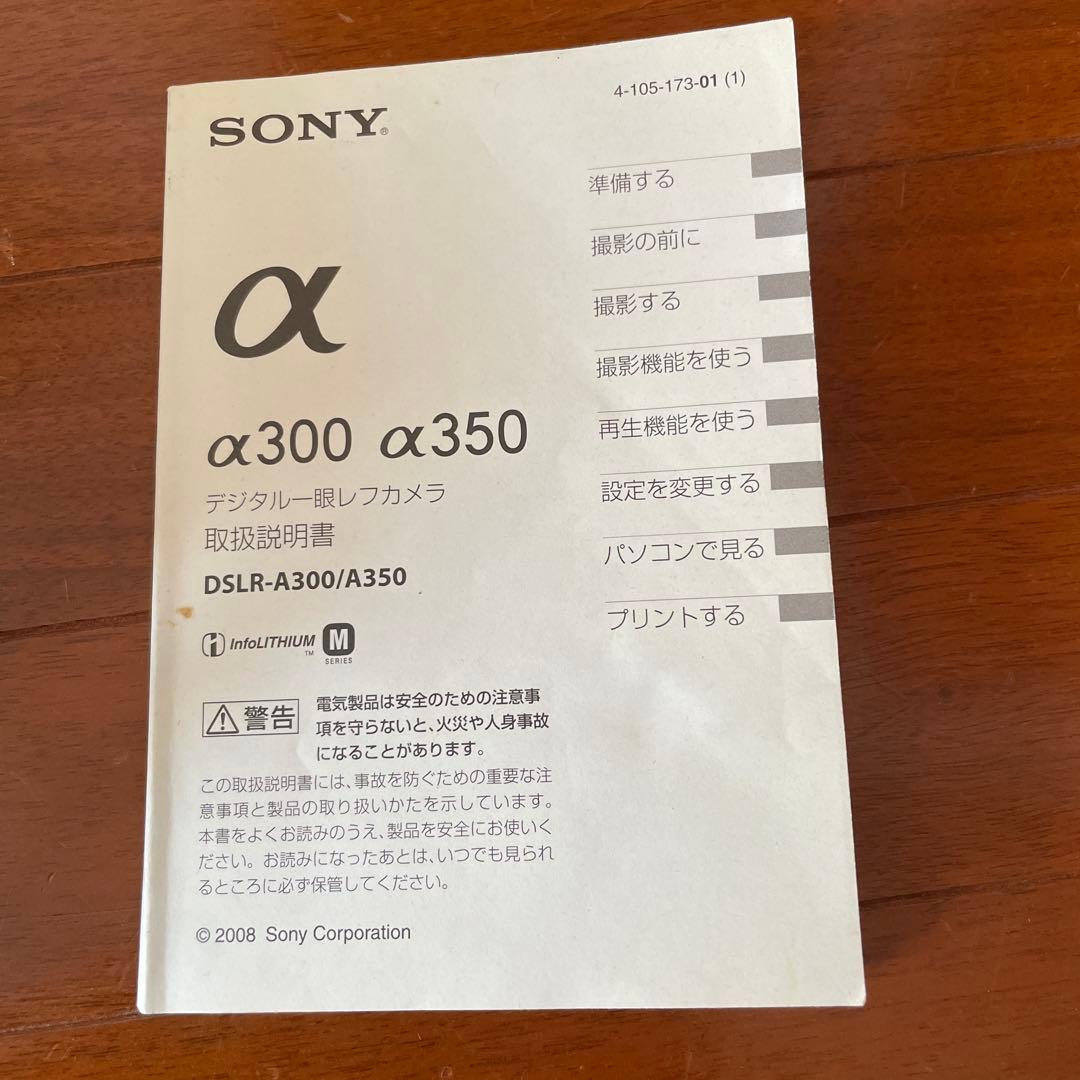 SONY®
4-105-173-01 (1)
準備する
撮影の前に
撮影する
撮影機能を使う
再生機能を使う
設定を変更する
パソコンで見る
プリントする
α
α300 α350
デジタル一眼レフカメラ
取扱説明書
DSLR-A300/A350
InfoLITHIUM™ M SERIES
警告
電気製品は安全のための注意事
項を守らないと、火災や人身事故
になることがあります。
この取扱説明書には、事故を防ぐための重要な注
意事項と製品の取り扱いかたを示しています。
本書をよくお読みのうえ、製品を安全にお使いく
ださい。お読みになったあとは、いつでも見られ
るところに必ず保管してください。
© 2008 Sony Corporation